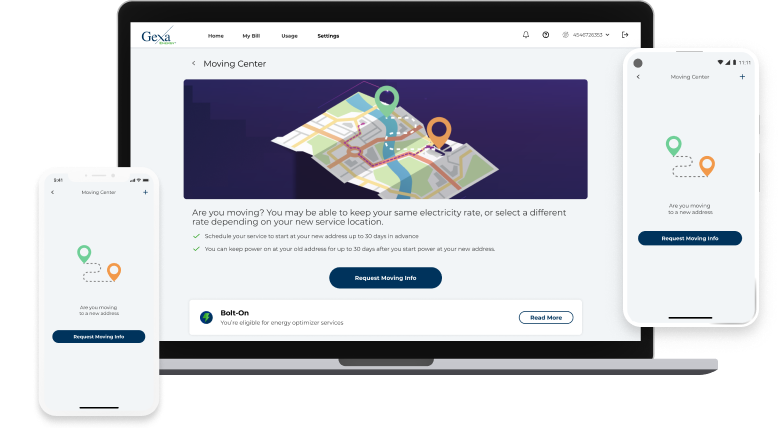 Gexa
ENERGY
Home
My Bill
Usage
Settings
4546726353
Moving Center
Are you moving? You may be able to keep your same electricity rate, or select a different
rate depending on your new service location.
Schedule your service to start at your new address up to 30 days in advance
You can keep power on at your old address for up to 30 days after you start power at your new address.
Request Moving Info
Bolt-On
You're eligible for energy optimizer services
Read More
9:41
Moving Center
Are you moving
to a new address
Request Moving Info
11:11
Moving Center
Are you moving
to a new address
Request Moving Info